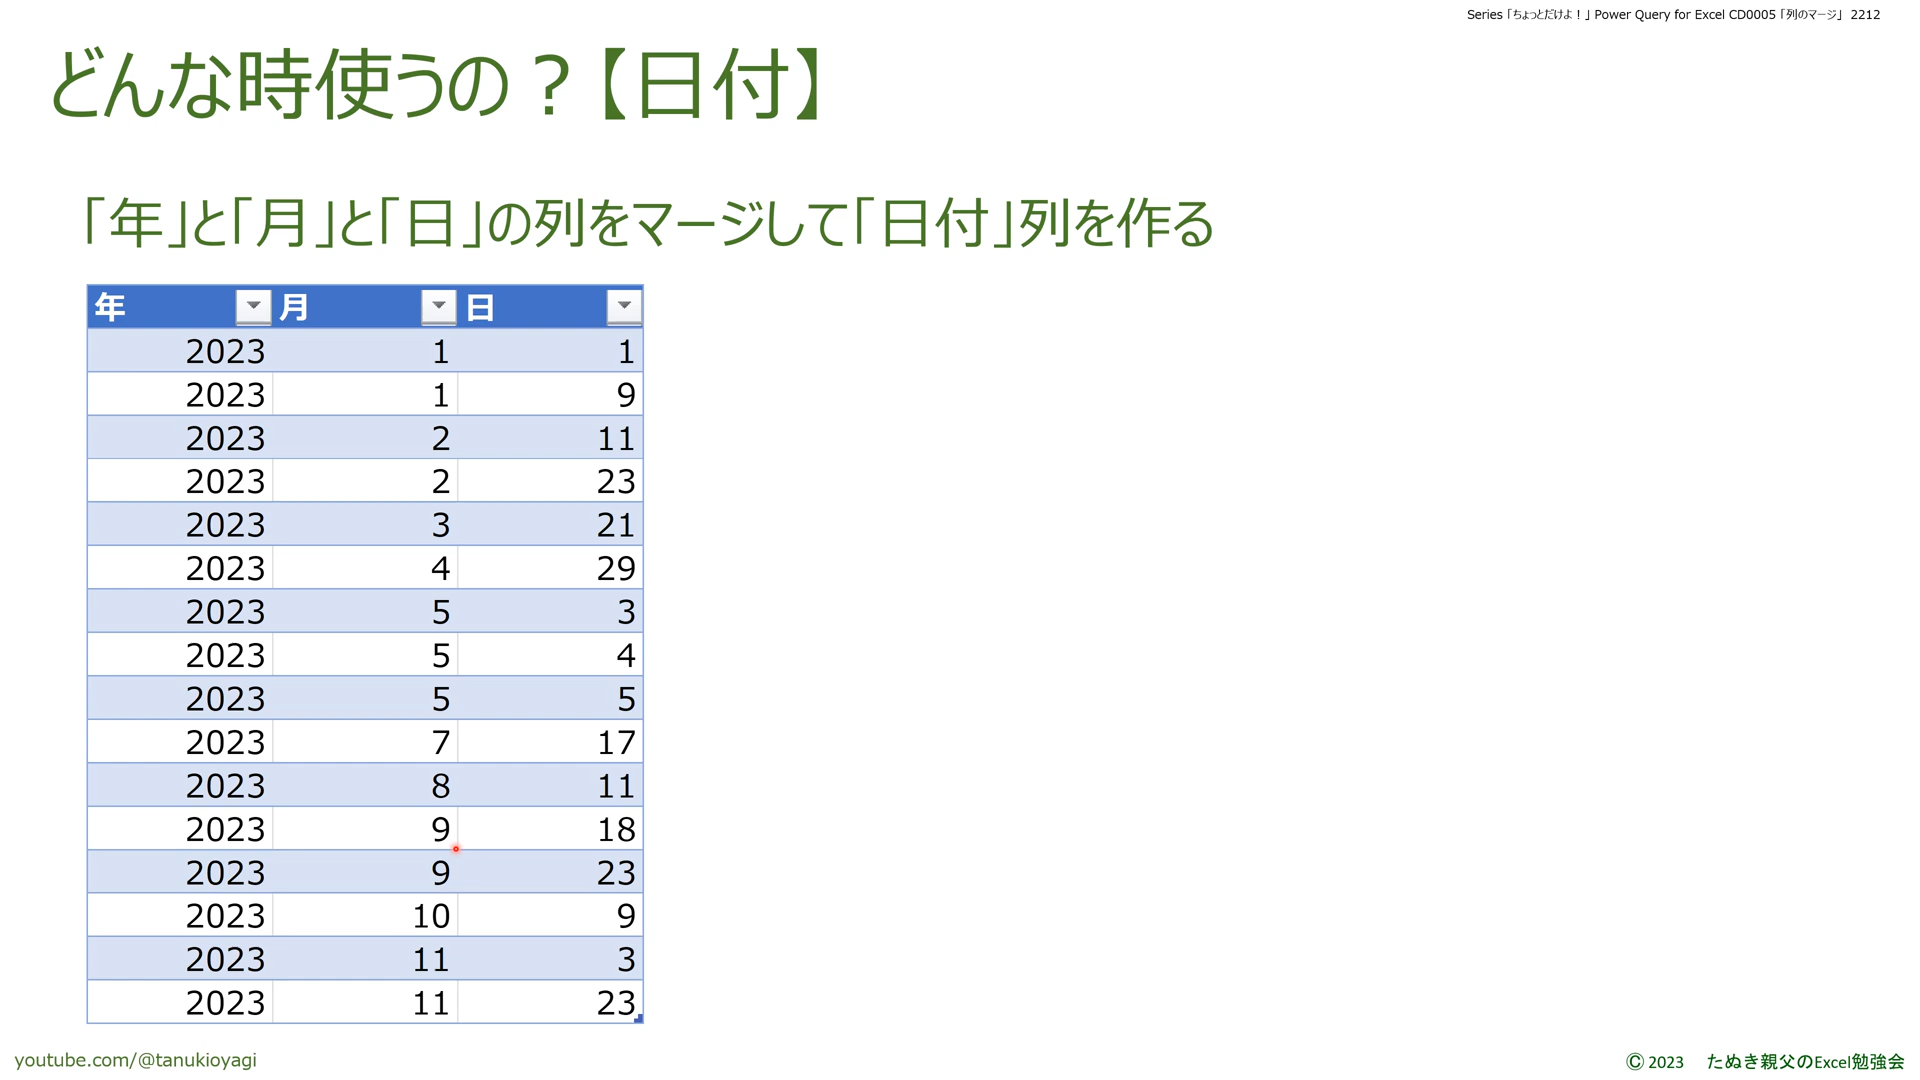 Series「ちょっとだけよ！」Power Query for Excel CD0005「列のマージ」 2212
どんな時使うの？【日付】
「年」と「月」と「日」の列をマージして「日付」列を作る
年 月 日
2023 1 1
2023 1 9
2023 2 11
2023 2 23
2023 3 21
2023 4 29
2023 5 3
2023 5 4
2023 5 5
2023 7 17
2023 8 11
2023 9 18
2023 9 23
2023 10 9
2023 11 3
2023 11 23
youtube.com/@tanukioyagi
© 2023 たぬき親父のExcel勉強会